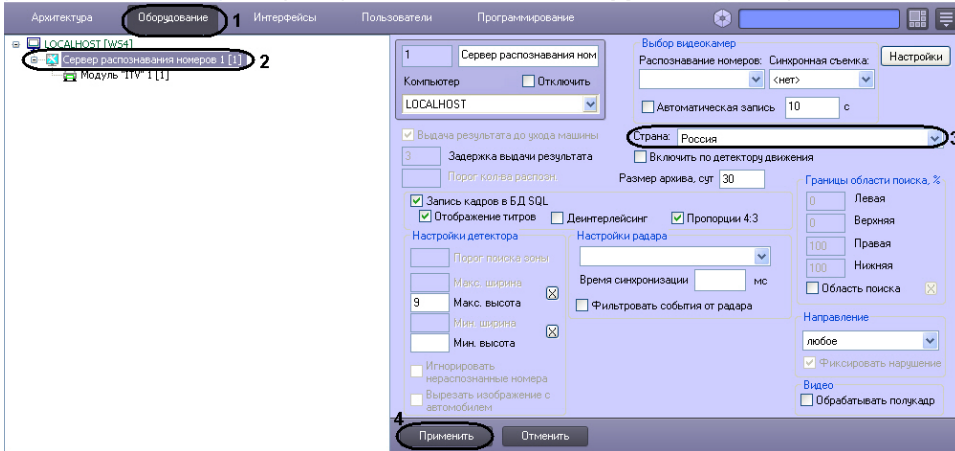 Архитектура Оборудование 1 Интерфейсы Пользователи Программирование
LOCALHOST [WS4]
Сервер распознавания номеров 1 [1] 2
Модуль "ITV" 1 [1]
1 Сервер распознавания ном
Компьютер Отключить
LOCALHOST
Выбор видеокамер
Распознавание номеров: Синхронная съемка: Настройки
<нет>
Автоматическая запись 10 с
Страна: Россия 3
Выдача результата до ухода машины
3 Задержка выдачи результата
Порог кол-ва распозн.
Включить по детектору движения
Размер архива, сут 30
Запись кадров в БД SQL
Отображение титров Деинтерлейсинг Пропорции 4:3
Границы области поиска, %
0 Левая
0 Верхняя
100 Правая
100 Нижняя
Область поиска
Настройки детектора
Порог поиска зоны
Макс. ширина
9 Макс. высота
Мин. ширина
Мин. высота
Игнорировать
нераспознанные номера
Вырезать изображение с
автомобилем
Настройки радара
Время синхронизации мс
Фильтровать события от радара
Направление
любое
Фиксировать нарушение
Видео
Обрабатывать полукадр
4
Применить Отменить